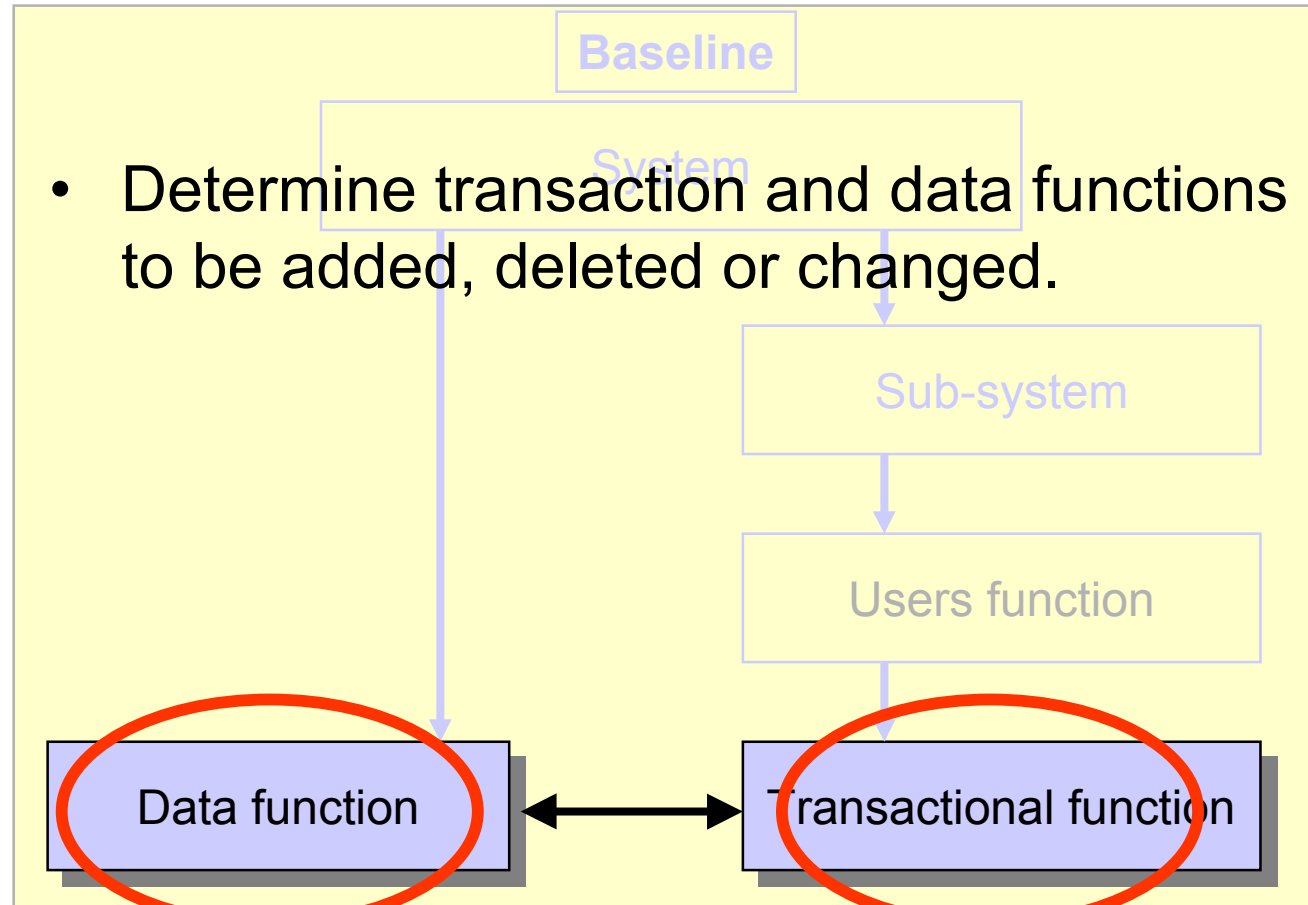 Baseline
System
• Determine transaction and data functions
to be added, deleted or changed.
Sub-system
Users function
Data function
Transactional function